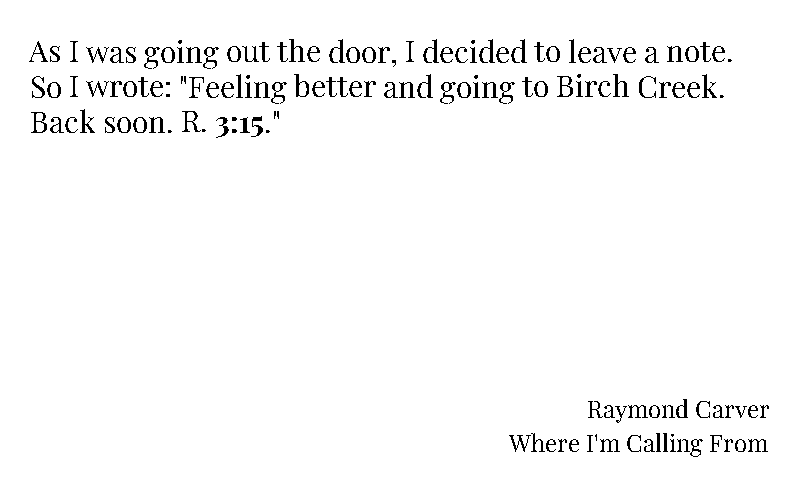 As I was going out the door, I decided to leave a note.
So I wrote: "Feeling better and going to Birch Creek.
Back soon. R. 3:15."
Raymond Carver
Where I'm Calling From